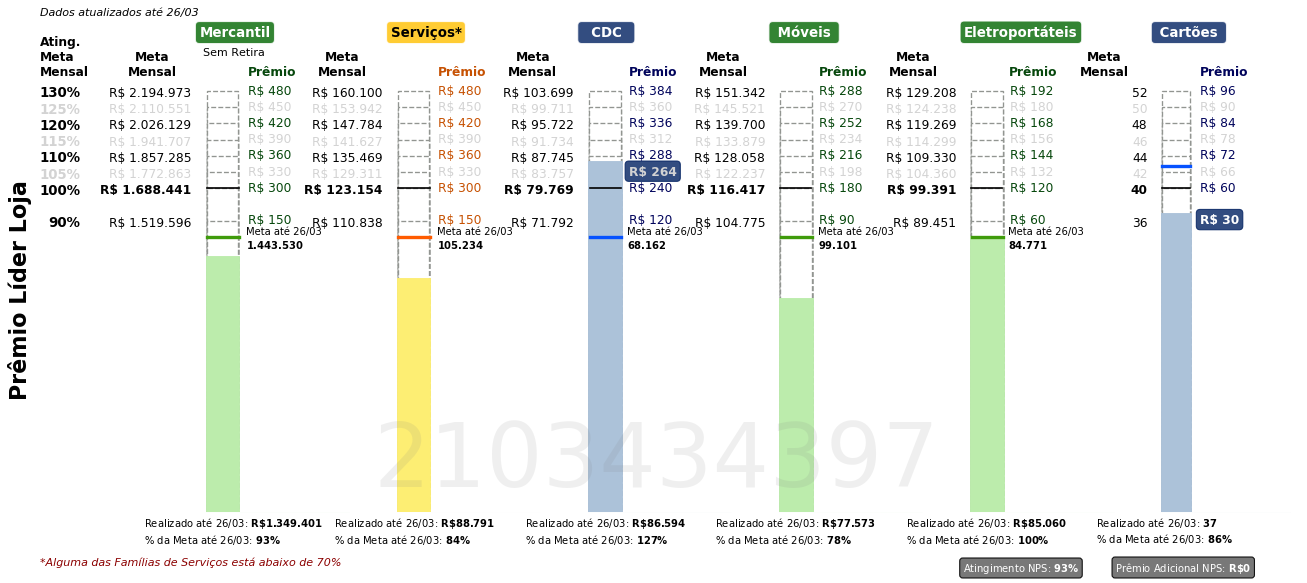 Dados atualizados até 26/03
Mercantil Serviços* CDC Móveis Eletroportáteis Cartões
Sem Retira
Ating. Meta Mensal
Meta Mensal Prêmio Meta Mensal Prêmio Meta Mensal Prêmio Meta Mensal Prêmio Meta Mensal Prêmio Meta Mensal Prêmio
130% R$ 2.194.973 R$ 480 R$ 160.100 R$ 480 R$ 103.699 R$ 384 R$ 151.342 R$ 288 R$ 129.208 R$ 192 52 R$ 96
125% R$ 2.110.551 R$ 450 R$ 153.942 R$ 450 R$ 99.711 R$ 360 R$ 145.521 R$ 270 R$ 124.238 R$ 180 50 R$ 90
120% R$ 2.026.129 R$ 420 R$ 147.784 R$ 420 R$ 95.722 R$ 336 R$ 139.700 R$ 252 R$ 119.269 R$ 168 48 R$ 84
115% R$ 1.941.707 R$ 390 R$ 141.627 R$ 390 R$ 91.734 R$ 312 R$ 133.879 R$ 234 R$ 114.299 R$ 156 46 R$ 78
110% R$ 1.857.285 R$ 360 R$ 135.469 R$ 360 R$ 87.745 R$ 288 R$ 128.058 R$ 216 R$ 109.330 R$ 144 44 R$ 72
105% R$ 1.772.863 R$ 330 R$ 129.311 R$ 330 R$ 83.757 R$ 264 R$ 122.237 R$ 198 R$ 104.360 R$ 132 42 R$ 66
100% R$ 1.688.441 R$ 300 R$ 123.154 R$ 300 R$ 79.769 R$ 240 R$ 116.417 R$ 180 R$ 99.391 R$ 120 40 R$ 60
90% R$ 1.519.596 R$ 150 R$ 110.838 R$ 150 R$ 71.792 R$ 120 R$ 104.775 R$ 90 R$ 89.451 R$ 60 36 R$ 30
Meta até 26/03 Meta até 26/03 Meta até 26/03 Meta até 26/03 Meta até 26/03
1.443.530 105.234 68.162 99.101 84.771
Prêmio Líder Loja
2103434397
Realizado até 26/03: R$1.349.401 Realizado até 26/03: R$88.791 Realizado até 26/03: R$86.594 Realizado até 26/03: R$77.573 Realizado até 26/03: R$85.060 Realizado até 26/03: 37
% da Meta até 26/03: 93% % da Meta até 26/03: 84% % da Meta até 26/03: 127% % da Meta até 26/03: 78% % da Meta até 26/03: 100% % da Meta até 26/03: 86%
*Alguma das Famílias de Serviços está abaixo de 70%
Atingimento NPS: 93% Prêmio Adicional NPS: R$0